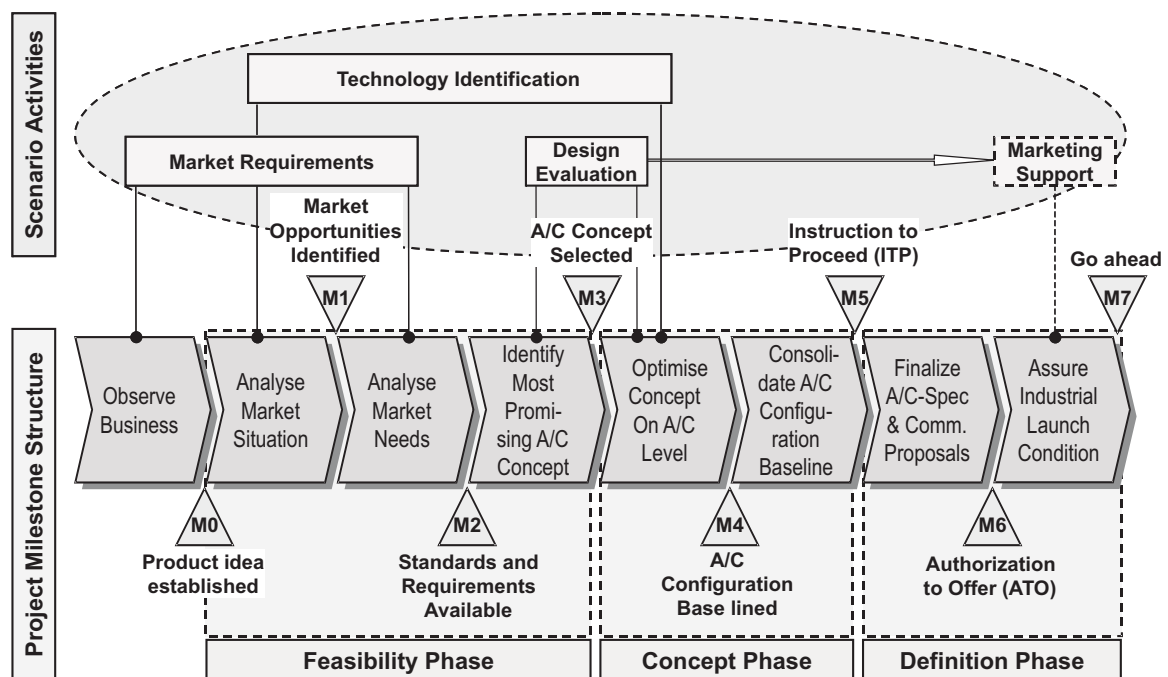 Scenario Activities
Technology Identification
Market Requirements
Design
Evaluation
Marketing
Support
Market
Opportunities
Identified
A/C Concept
Selected
Instruction to
Proceed (ITP)
Go ahead
M1
M3
M5
M7
Project Milestone Structure
Observe
Business
Analyse
Market
Situation
Analyse
Market
Needs
Identify
Most
Promi-
sing A/C
Concept
Optimise
Concept
On A/C
Level
Consoli-
date A/C
Configu-
ration
Baseline
Finalize
A/C-Spec
& Comm.
Proposals
Assure
Industrial
Launch
Condition
M0
Product idea
established
M2
Standards and
Requirements
Available
M4
A/C
Configuration
Base lined
M6
Authorization
to Offer (ATO)
Feasibility Phase
Concept Phase
Definition Phase